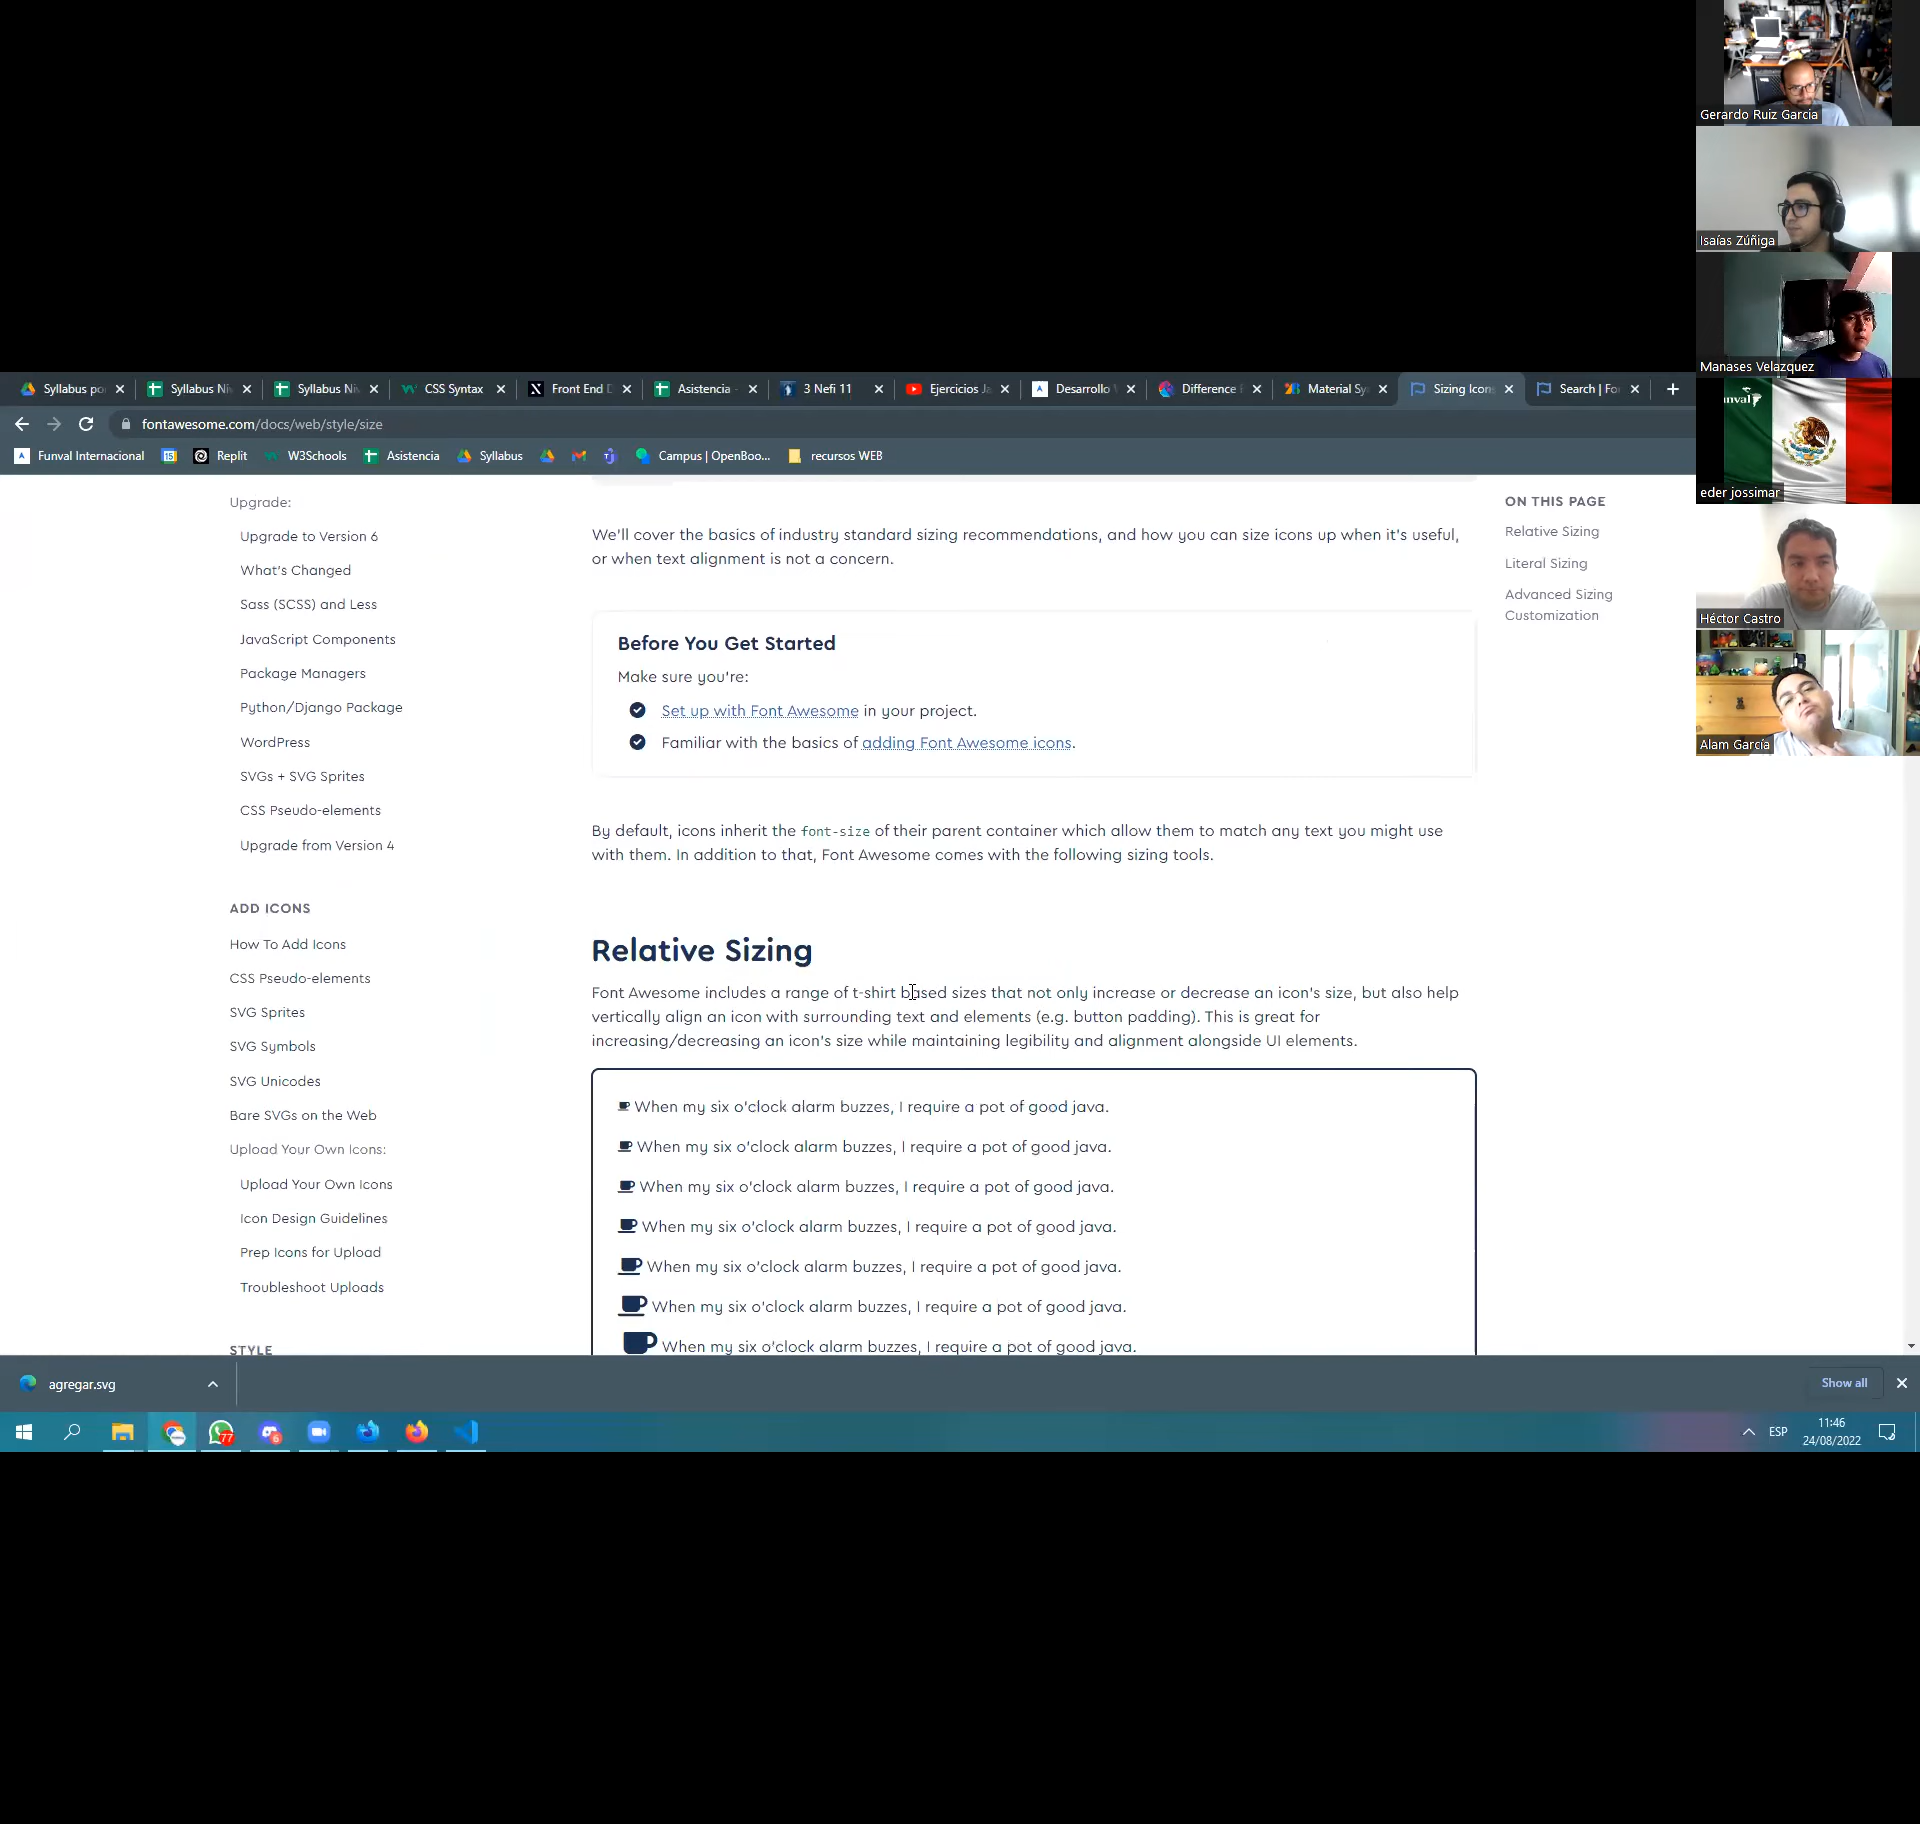 Gerardo Ruiz Garcia
Isaías Zúñiga
Manases Velazquez
eder jossimar
Héctor Castro
Alam García
Syllabus po
Syllabus Ni
Syllabus Ni
CSS Syntax
Front End D
Asistencia -
3 Nefi 11
Ejercicios Ja
Desarrollo
Difference
Material Sy
Sizing Icon
Search | Fo
fontawesome.com/docs/web/style/size
Funval Internacional
Replit
W3Schools
Asistencia
Syllabus
Campus | OpenBoo...
recursos WEB
Upgrade:
Upgrade to Version 6
What's Changed
Sass (SCSS) and Less
JavaScript Components
Package Managers
Python/Django Package
WordPress
SVGs + SVG Sprites
CSS Pseudo-elements
Upgrade from Version 4
ADD ICONS
How To Add Icons
CSS Pseudo-elements
SVG Sprites
SVG Symbols
SVG Unicodes
Bare SVGs on the Web
Upload Your Own Icons:
Upload Your Own Icons
Icon Design Guidelines
Prep Icons for Upload
Troubleshoot Uploads
STYLE
We'll cover the basics of industry standard sizing recommendations, and how you can size icons up when it's useful,
or when text alignment is not a concern.
Before You Get Started
Make sure you're:
Set up with Font Awesome in your project.
Familiar with the basics of adding Font Awesome icons.
By default, icons inherit the font-size of their parent container which allow them to match any text you might use
with them. In addition to that, Font Awesome comes with the following sizing tools.
Relative Sizing
Font Awesome includes a range of t-shirt based sizes that not only increase or decrease an icon's size, but also help
vertically align an icon with surrounding text and elements (e.g. button padding). This is great for
increasing/decreasing an icon's size while maintaining legibility and alignment alongside UI elements.
When my six o'clock alarm buzzes, I require a pot of good java.
When my six o'clock alarm buzzes, I require a pot of good java.
When my six o'clock alarm buzzes, I require a pot of good java.
When my six o'clock alarm buzzes, I require a pot of good java.
When my six o'clock alarm buzzes, I require a pot of good java.
When my six o'clock alarm buzzes, I require a pot of good java.
When my six o'clock alarm buzzes, I require a pot of good java.
ON THIS PAGE
Relative Sizing
Literal Sizing
Advanced Sizing
Customization
agregar.svg
Show all
77
6
ESP
11:46
24/08/2022